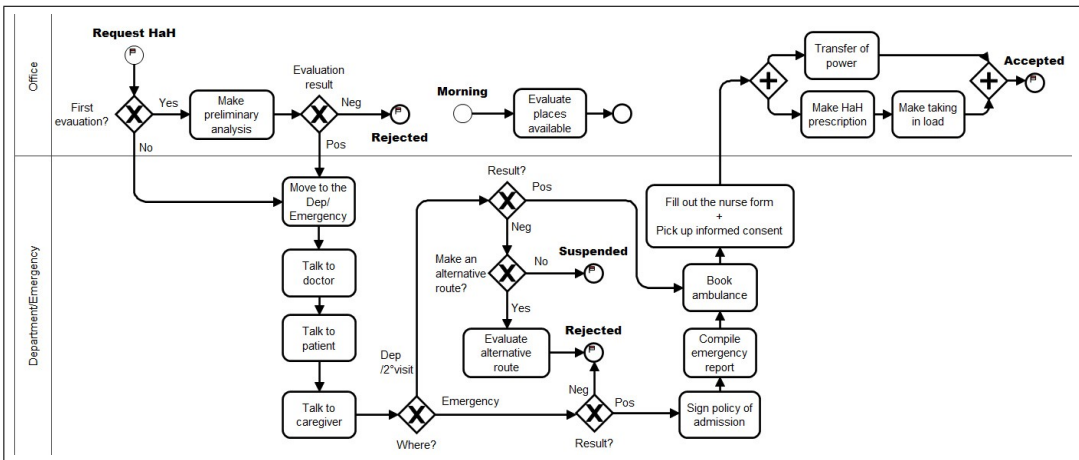 Office
Request HaH
First
evauation?
Yes
No
Make
preliminary
analysis
Evaluation
result
Neg
Rejected
Pos
Morning
Evaluate
places
available
Transfer of
power
Make HaH
prescription
Make taking
in load
Accepted
Department/Emergency
Move to the
Dep/
Emergency
Talk to
doctor
Talk to
patient
Talk to
caregiver
Where?
Dep
/2°visit
Emergency
Result?
Pos
Neg
Make an
alternative
route?
No
Suspended
Yes
Evaluate
alternative
route
Rejected
Neg
Result?
Pos
Sign policy of
admission
Compile
emergency
report
Book
ambulance
Fill out the nurse form
+
Pick up informed consent